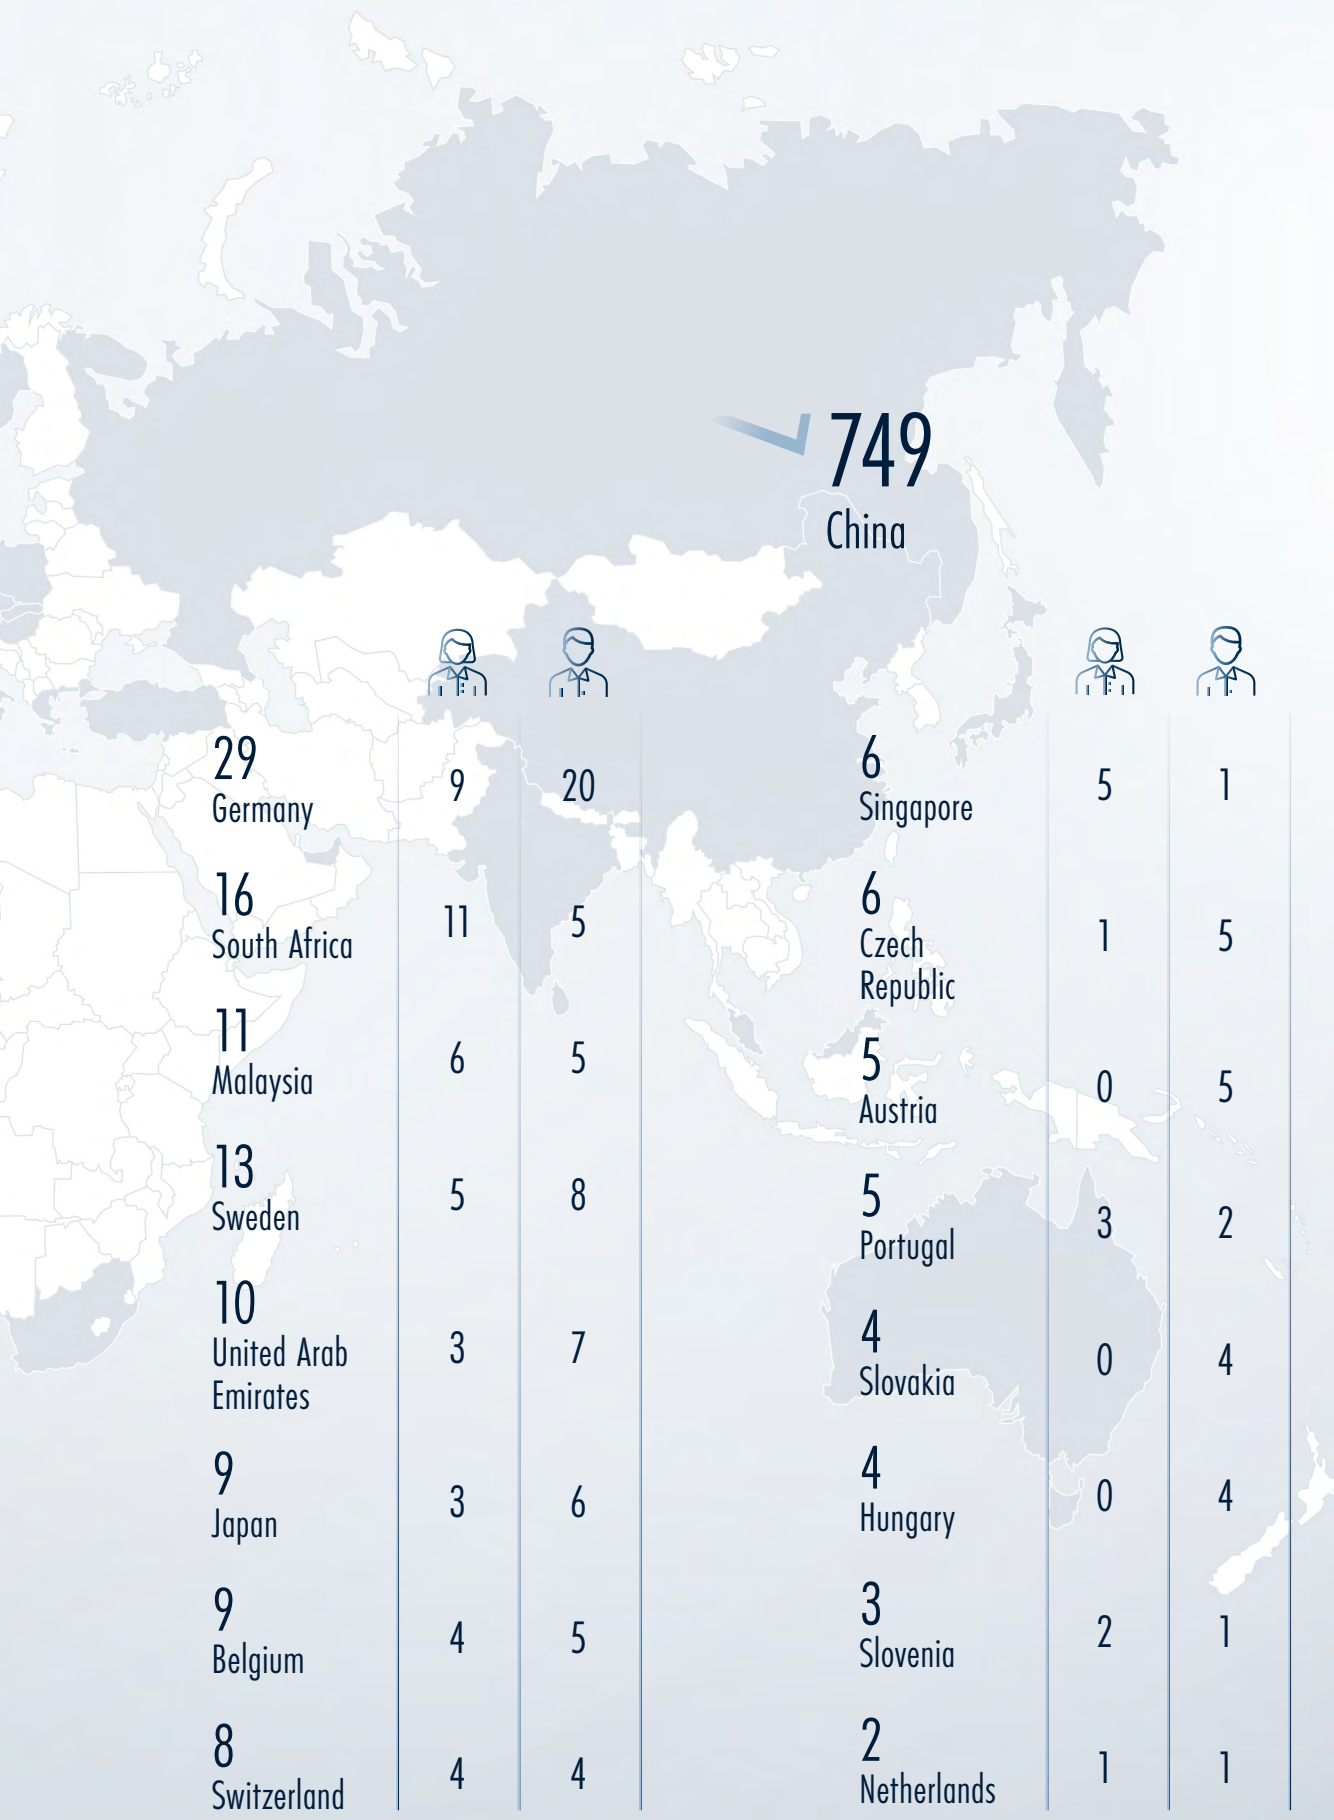 749
China
29
Germany
9
20
16
South Africa
11
5
11
Malaysia
6
5
13
Sweden
5
8
10
United Arab
Emirates
3
7
9
Japan
3
6
9
Belgium
4
5
8
Switzerland
4
4
6
Singapore
5
1
6
Czech
Republic
1
5
5
Austria
0
5
5
Portugal
3
2
4
Slovakia
0
4
4
Hungary
0
4
3
Slovenia
2
1
2
Netherlands
1
1